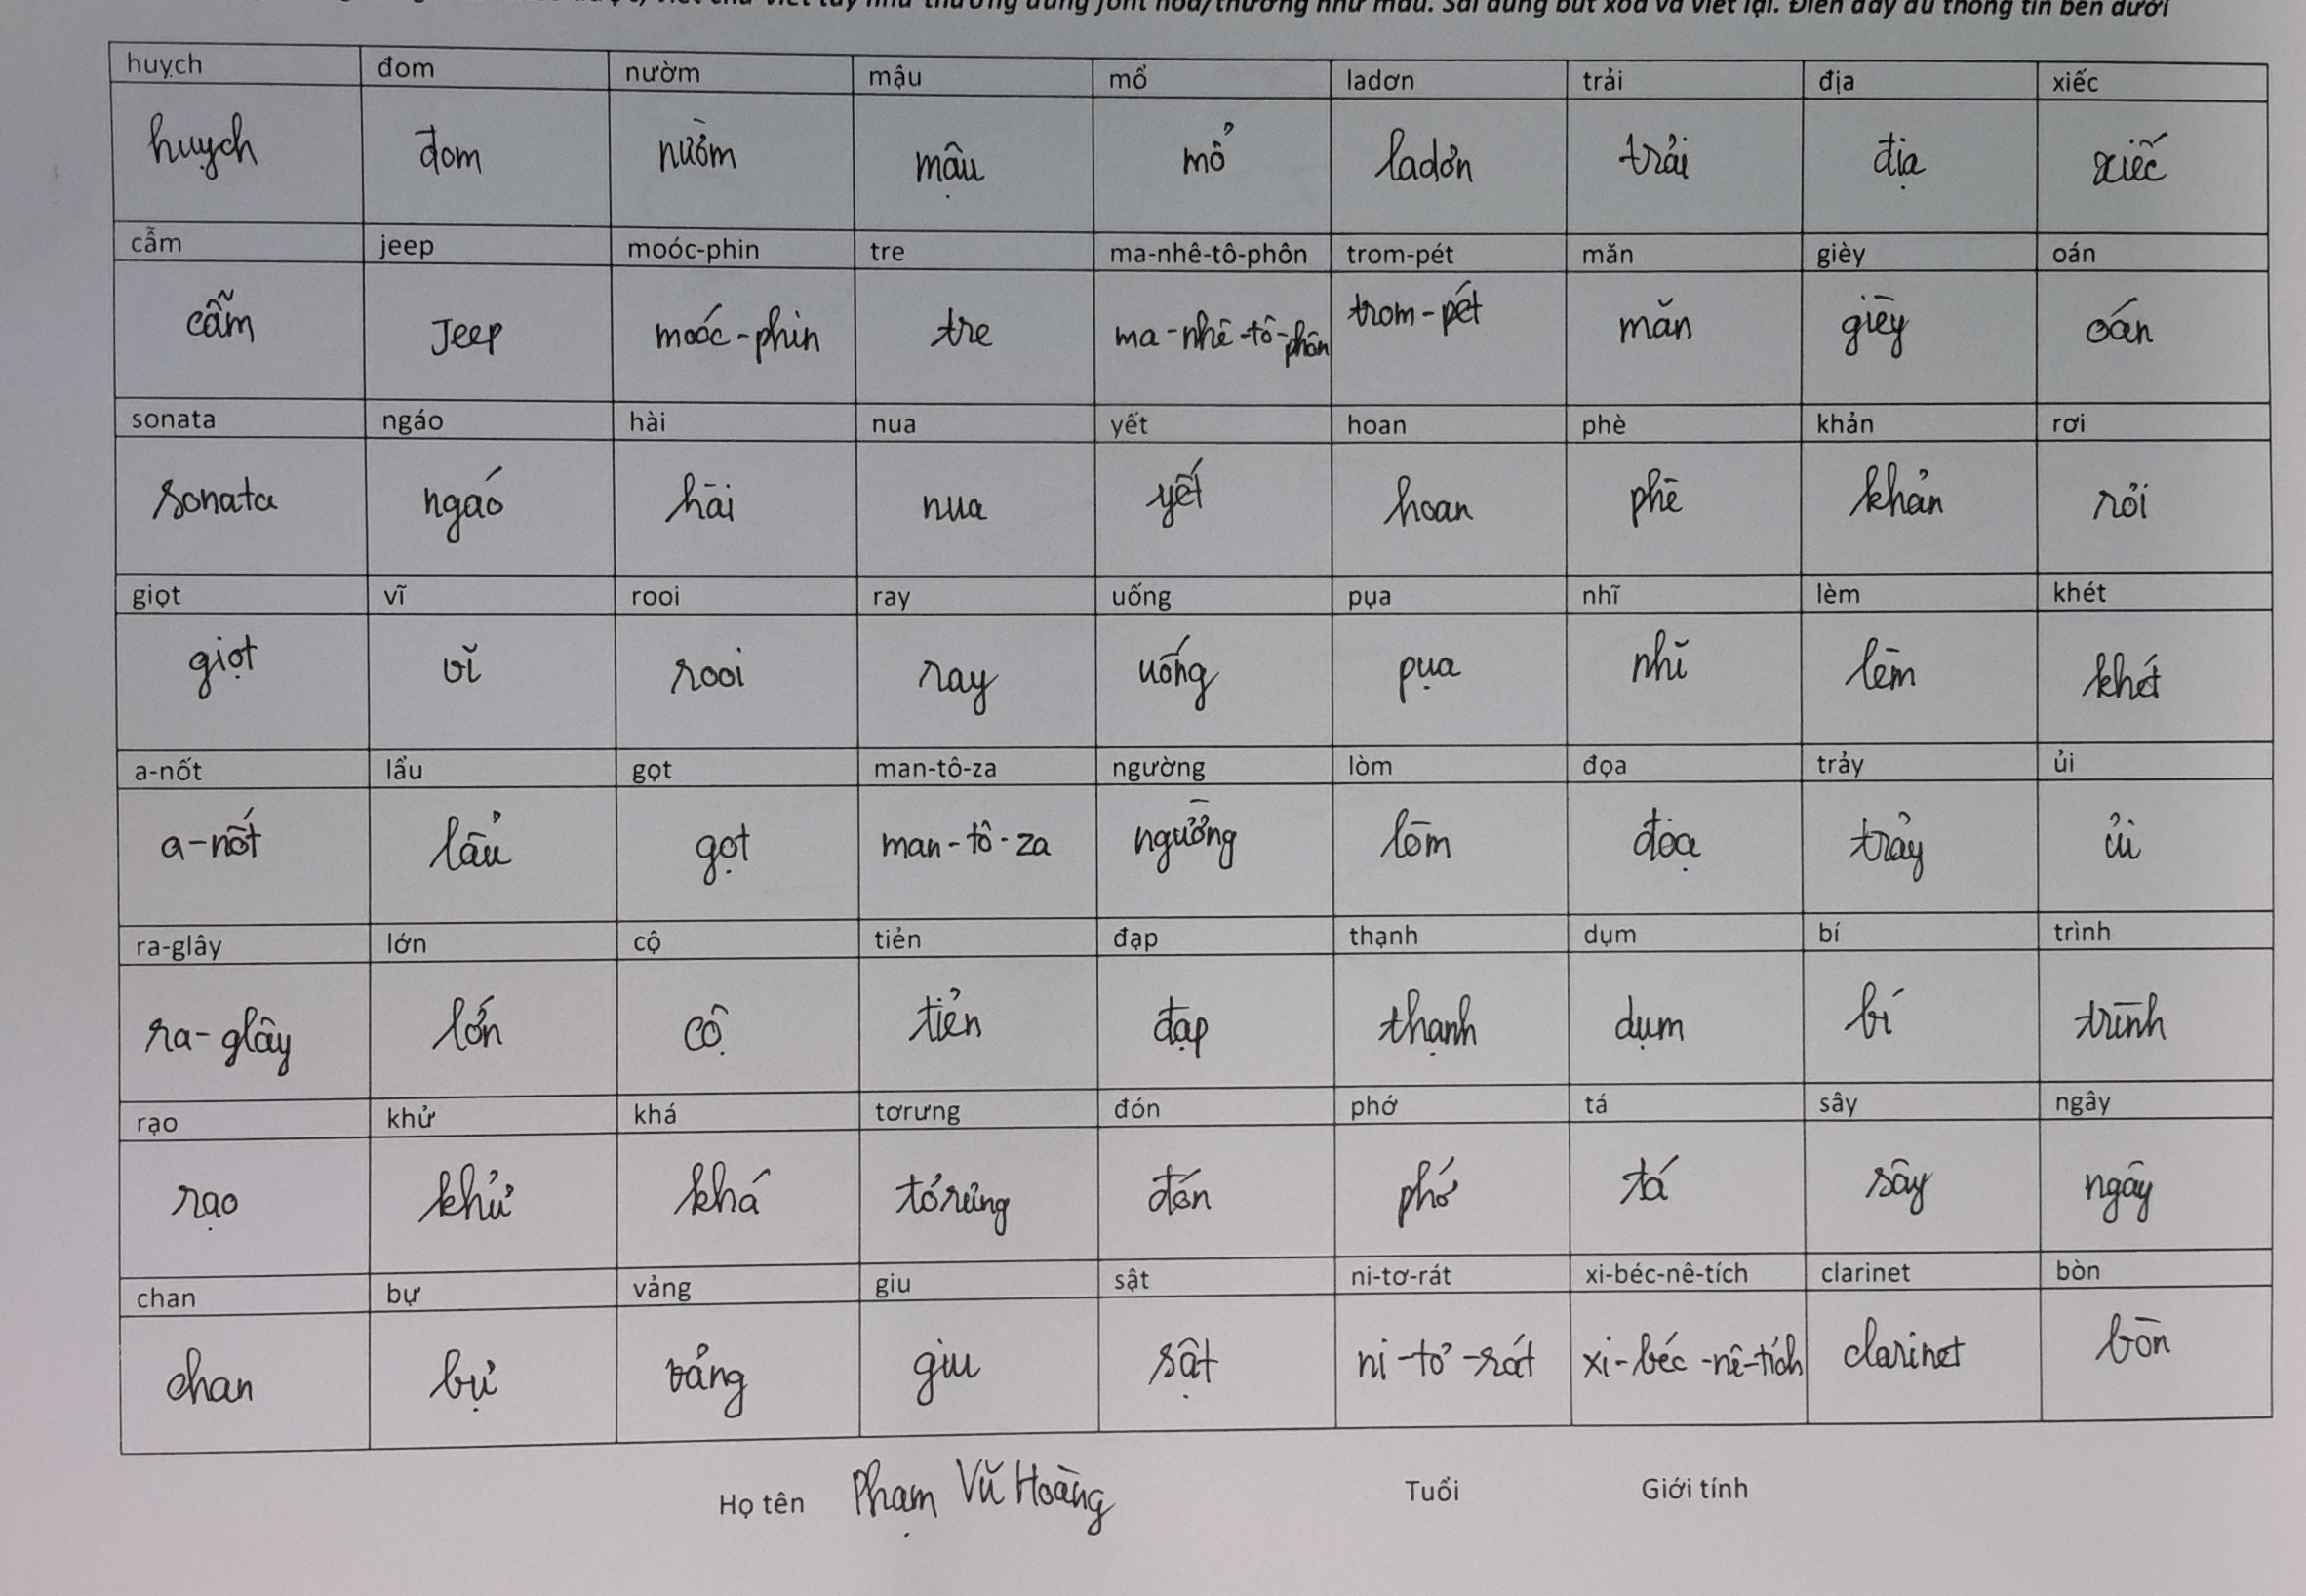 viết chữ viết tay như thường dùng font hoa/thường như mẫu. Sai dùng bút xoá và viết lại. Điền đầy đủ thông tin bên dưới
huỵch đom nườm mậu mổ ladơn trải địa xiếc
huỵch đom nườm mậu mổ ladơn trải địa xiếc
cẫm jeep moóc-phin tre ma-nhê-tô-phôn trom-pét măn gièy oán
cẫm Jeep moóc-phin tre ma-nhê-tô-phôn trom-pét măn gièy oán
sonata ngáo hài nua yết hoan phè khản rơi
sonata ngáo hài nua yết hoan phè khản rơi
giọt vĩ rooi ray uống pụa nhĩ lèm khét
giọt vĩ rooi ray uống pụa nhĩ lèm khét
a-nốt lẩu gọt man-tô-za ngường lòm đọa trảy ủi
a-nốt lẩu gọt man-tô-za ngường lòm đọa trảy ủi
ra-glây lớn cộ tiẻn đạp thạnh dụm bí trình
ra-glây lớn cộ tiẻn đạp thạnh dụm bí trình
rạo khử khá tơrưng đón phớ tá sây ngây
rạo khử khá tơrưng đón phớ tá sây ngây
chan bự vảng giu sật ni-tơ-rát xi-béc-nê-tích clarinet bòn
chan bự vảng giu sật ni-tơ-rát xi-béc-nê-tích clarinet bòn
Họ tên Phạm Vũ Hoàng Tuổi Giới tính